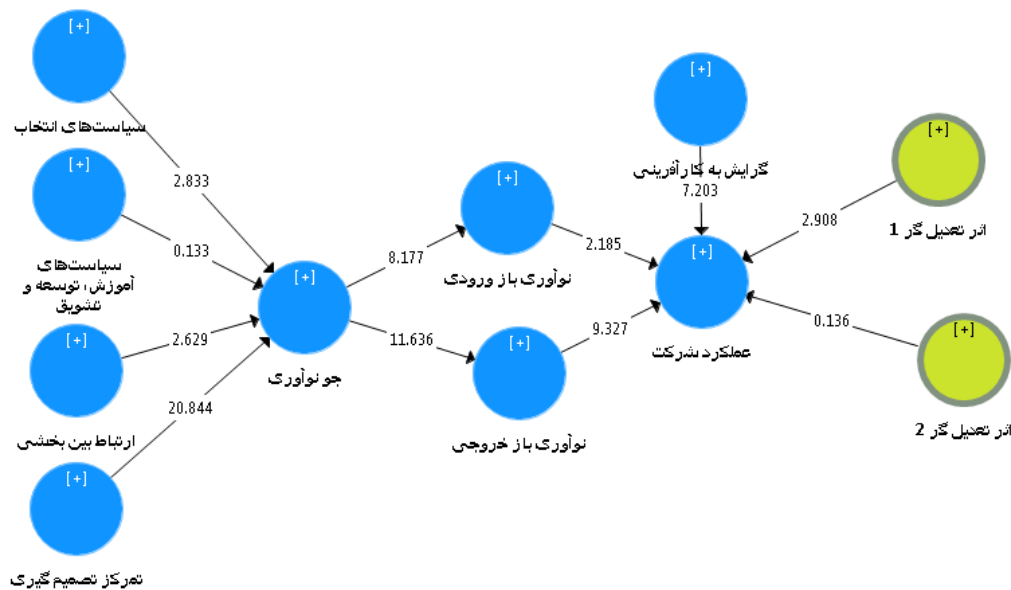 [+]
سیاست‌های انتخاب
2.833
[+]
سیاست‌های
آموزش، توسعه و
تشویق
0.133
[+]
ارتباط بین بخشی
2.629
[+]
تمرکز تصمیم گیری
20.844
[+]
جو نوآوری
8.177
11.636
[+]
نوآوری باز ورودی
2.185
[+]
نوآوری باز خروجی
9.327
[+]
گرایش به کارآفرینی
7.203
[+]
عملکرد شرکت
[+]
اثر تعدیل گر 1
2.908
[+]
اثر تعدیل گر 2
0.136